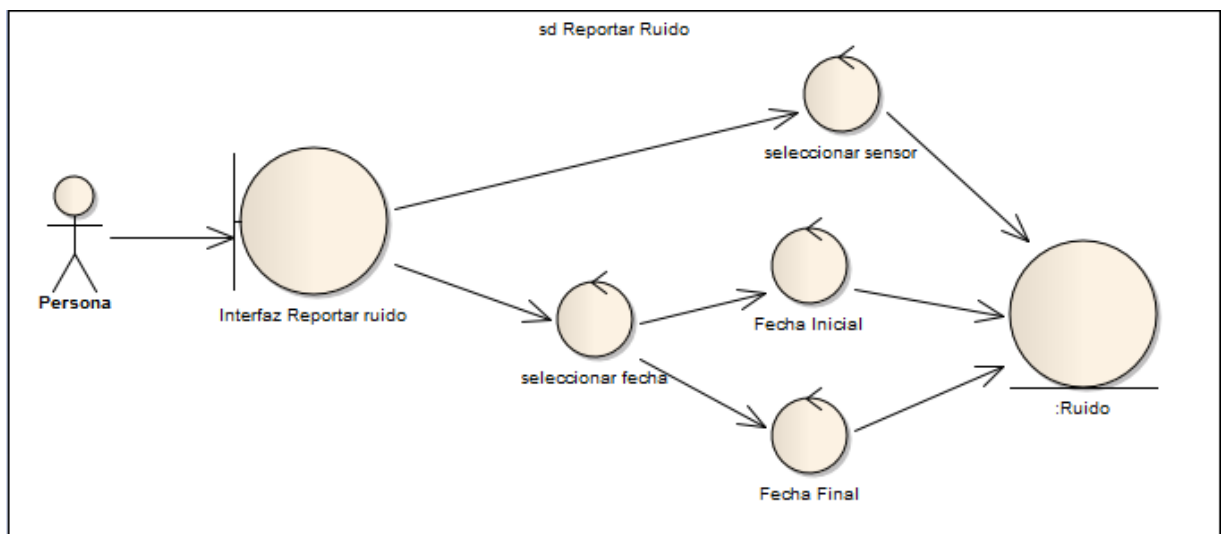 sd Reportar Ruido
seleccionar sensor
Persona
Interfaz Reportar ruido
Fecha Inicial
seleccionar fecha
:Ruido
Fecha Final